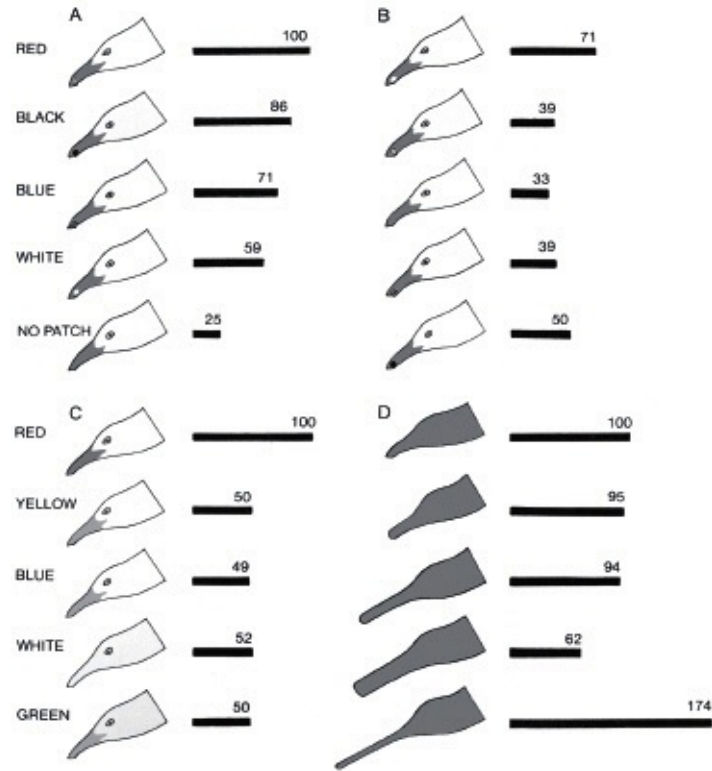 A
RED
100
BLACK
86
BLUE
71
WHITE
59
NO PATCH
25
B
71
39
33
39
50
C
RED
100
YELLOW
50
BLUE
49
WHITE
52
GREEN
50
D
100
95
94
62
174